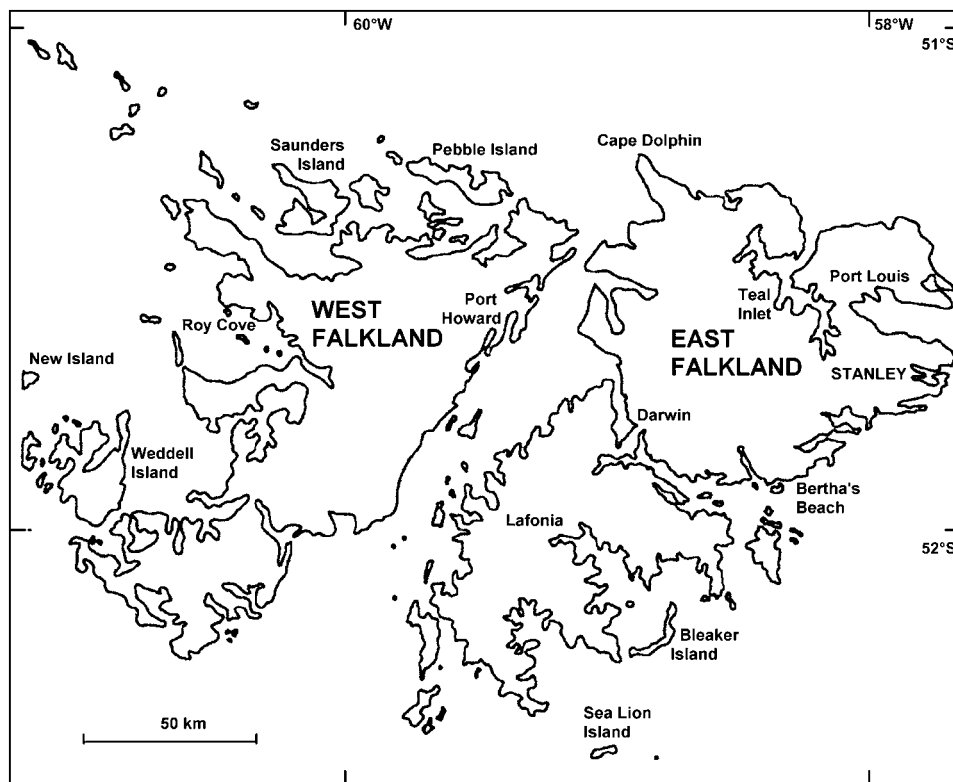 60°W
58°W
51°S
Cape Dolphin
Saunders
Island
Pebble Island
Port Louis
Teal
Inlet
Port
Howard
WEST
FALKLAND
Roy Cove
EAST
FALKLAND
New Island
STANLEY
Darwin
Weddell
Island
Bertha's
Beach
Lafonia
52°S
Bleaker
Island
Sea Lion
Island
50 km